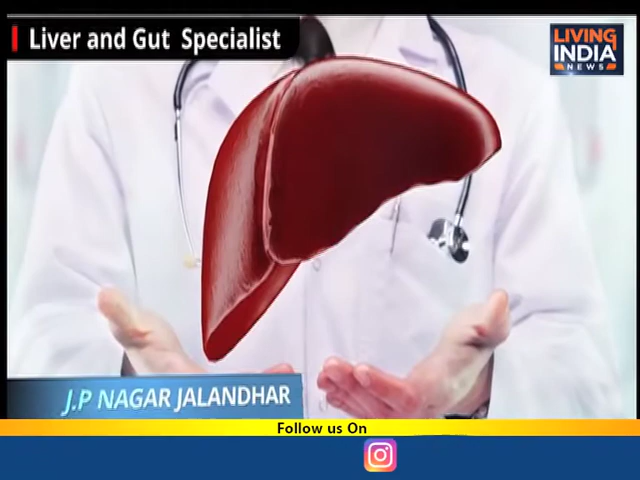 Liver and Gut Specialist
LIVING
INDIA
NEWS
J.P NAGAR JALANDHAR
Follow us On